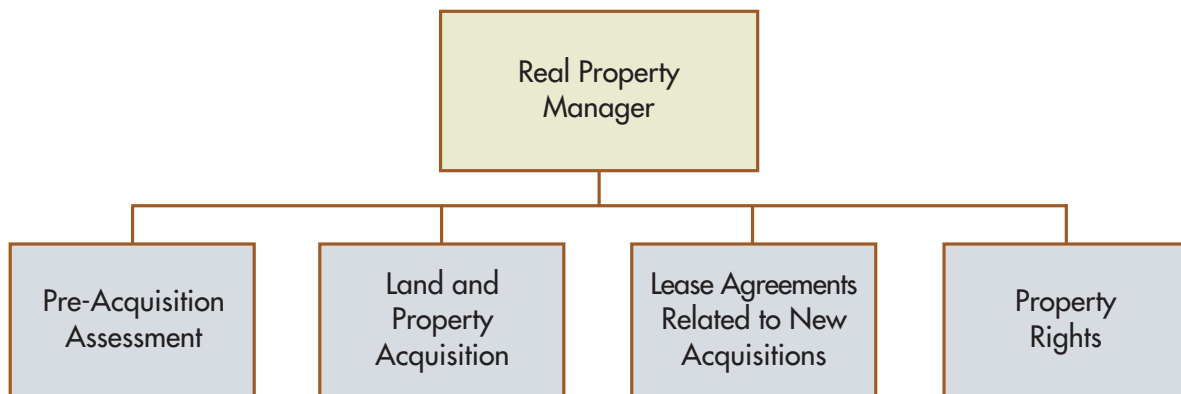 Real Property
Manager
Pre-Acquisition
Assessment
Land and
Property
Acquisition
Lease Agreements
Related to New
Acquisitions
Property
Rights